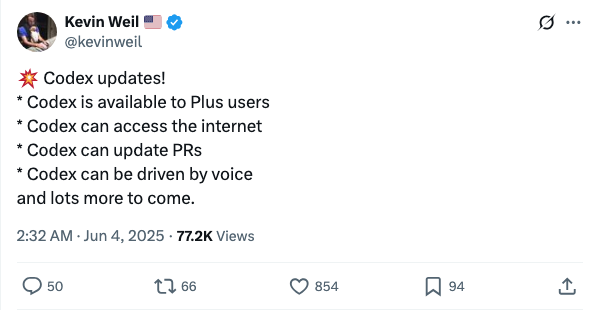 Kevin Weil 🇺🇸
@kevinweil
💥 Codex updates!
* Codex is available to Plus users
* Codex can access the internet
* Codex can update PRs
* Codex can be driven by voice
and lots more to come.
2:32 AM · Jun 4, 2025 · 77.2K Views
50 66 854 94